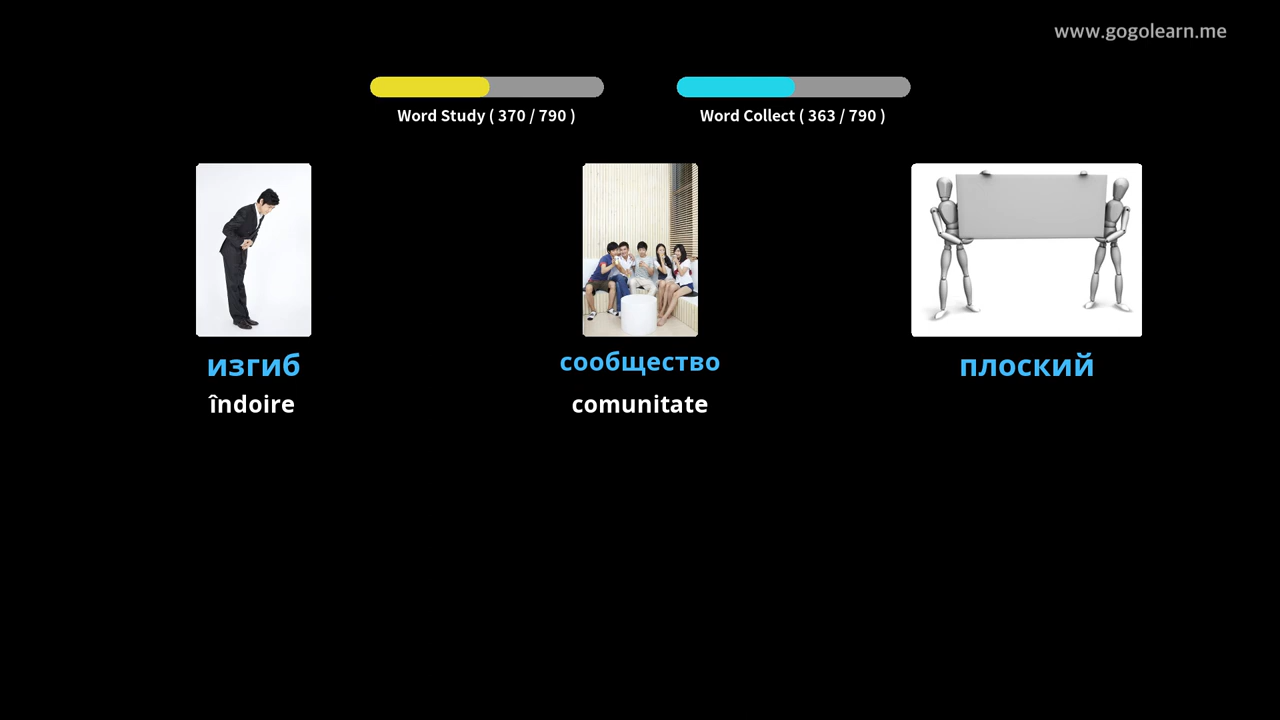 www.gogolearn.me
Word Study ( 370 / 790 )
Word Collect ( 363 / 790 )
изгиб
сообщество
плоский
îndoire
comunitate